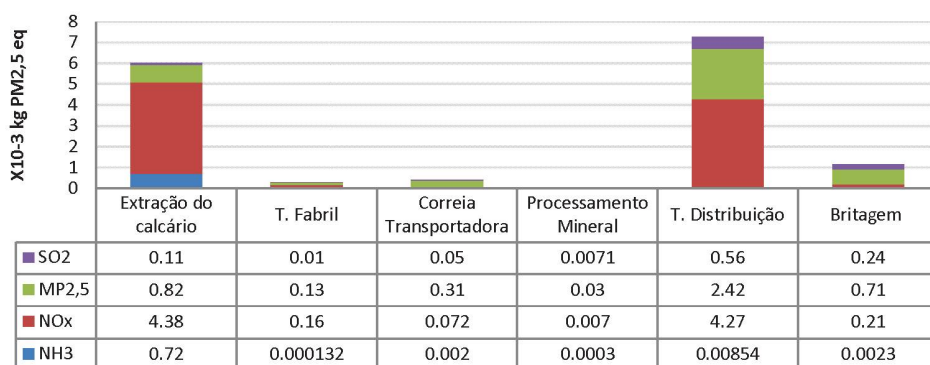 X10-3 kg PM2,5 eq
8
7
6
5
4
3
2
1
0
Extração do calcário T. Fabril Correia Transportadora Processamento Mineral T. Distribuição Britagem
SO2 0.11 0.01 0.05 0.0071 0.56 0.24
MP2,5 0.82 0.13 0.31 0.03 2.42 0.71
NOx 4.38 0.16 0.072 0.007 4.27 0.21
NH3 0.72 0.000132 0.002 0.0003 0.00854 0.0023